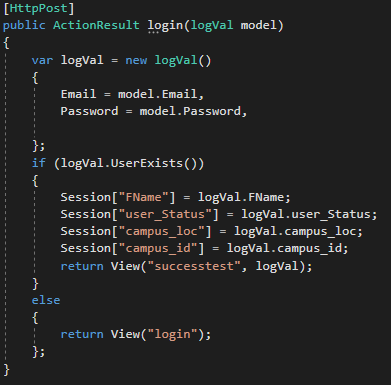 [HttpPost]
public ActionResult login(logVal model)
{
var logVal = new logVal()
{
Email = model.Email,
Password = model.Password,
};
if (logVal.UserExists())
{
Session["FName"] = logVal.FName;
Session["user_Status"] = logVal.user_Status;
Session["campus_loc"] = logVal.campus_loc;
Session["campus_id"] = logVal.campus_id;
return View("successtest", logVal);
}
else
{
return View("login");
};
}